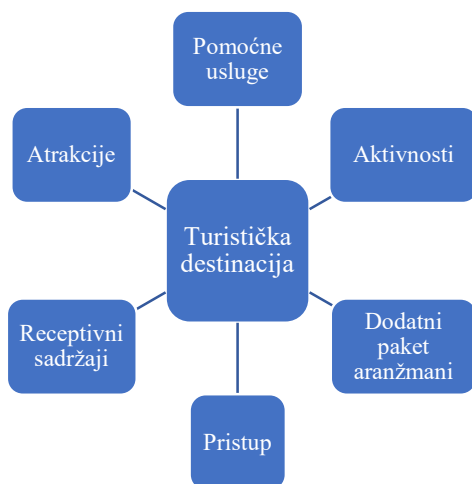 Pomoćne
usluge
Atrakcije
Aktivnosti
Turistička
destinacija
Receptivni
sadržaji
Dodatni
paket
aranžmani
Pristup